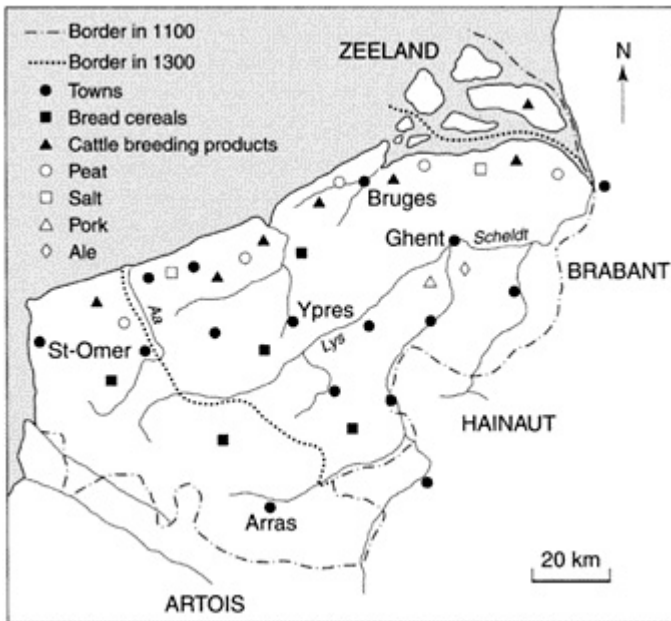 Border in 1100
Border in 1300
Towns
Bread cereals
Cattle breeding products
Peat
Salt
Pork
Ale
ZEELAND
N
Bruges
Ghent
Scheldt
BRABANT
Aa
Ypres
Lys
St-Omer
HAINAUT
Arras
20 km
ARTOIS